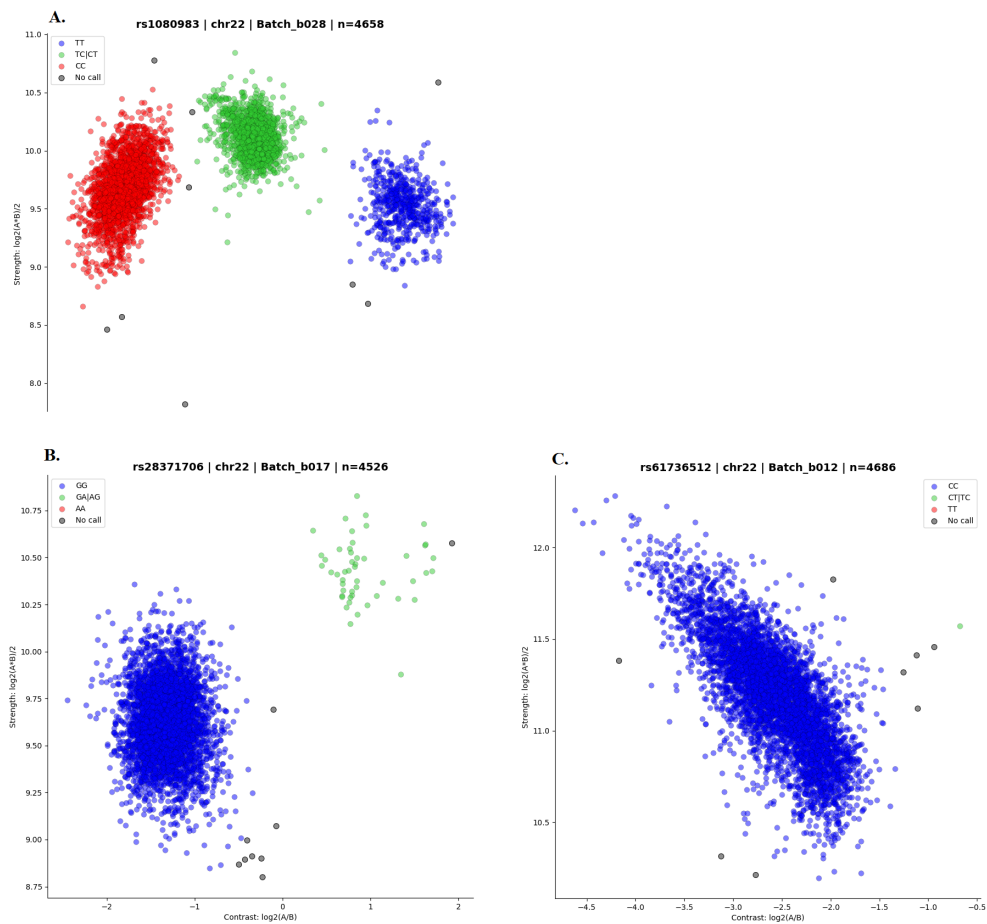 A.
rs1080983 | chr22 | Batch_b028 | n=4658
TT
TC|CT
CC
No call
11.0
10.5
10.0
9.5
9.0
8.5
8.0
Strength: log2(A*B)/2
B.
rs28371706 | chr22 | Batch_b017 | n=4526
GG
GA|AG
AA
No call
10.75
10.50
10.25
10.00
9.75
9.50
9.25
9.00
8.75
Strength: log2(A*B)/2
−2 −1 0 1 2
Contrast: log2(A/B)
C.
rs61736512 | chr22 | Batch_b012 | n=4686
CC
CT|TC
TT
No call
12.0
11.5
11.0
10.5
Strength: log2(A*B)/2
−4.5 −4.0 −3.5 −3.0 −2.5 −2.0 −1.5 −1.0 −0.5
Contrast: log2(A/B)